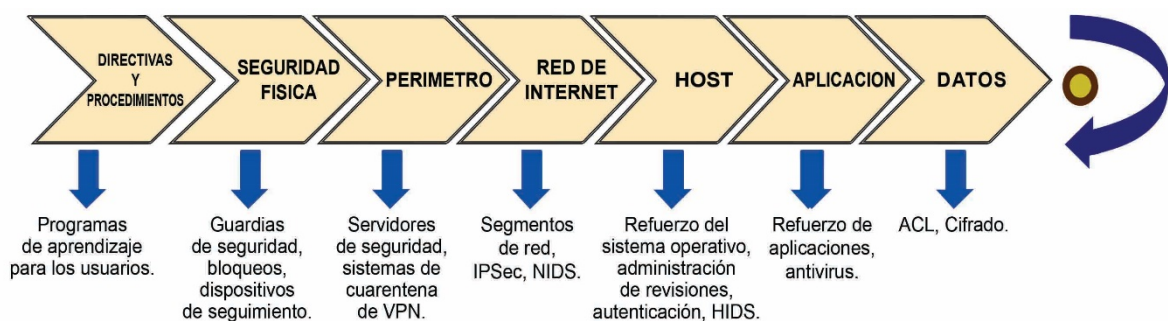 DIRECTIVAS
Y
PROCEDIMIENTOS
SEGURIDAD
FISICA
PERIMETRO
RED DE
INTERNET
HOST
APLICACION
DATOS
Programas
de aprendizaje
para los usuarios.
Guardias
de seguridad,
bloqueos,
dispositivos
de seguimiento.
Servidores
de seguridad,
sistemas de
cuarentena
de VPN.
Segmentos
de red,
IPSec, NIDS.
Refuerzo del
sistema operativo,
administración
de revisiones,
autenticación, HIDS.
Refuerzo de
aplicaciones,
antivirus.
ACL, Cifrado.